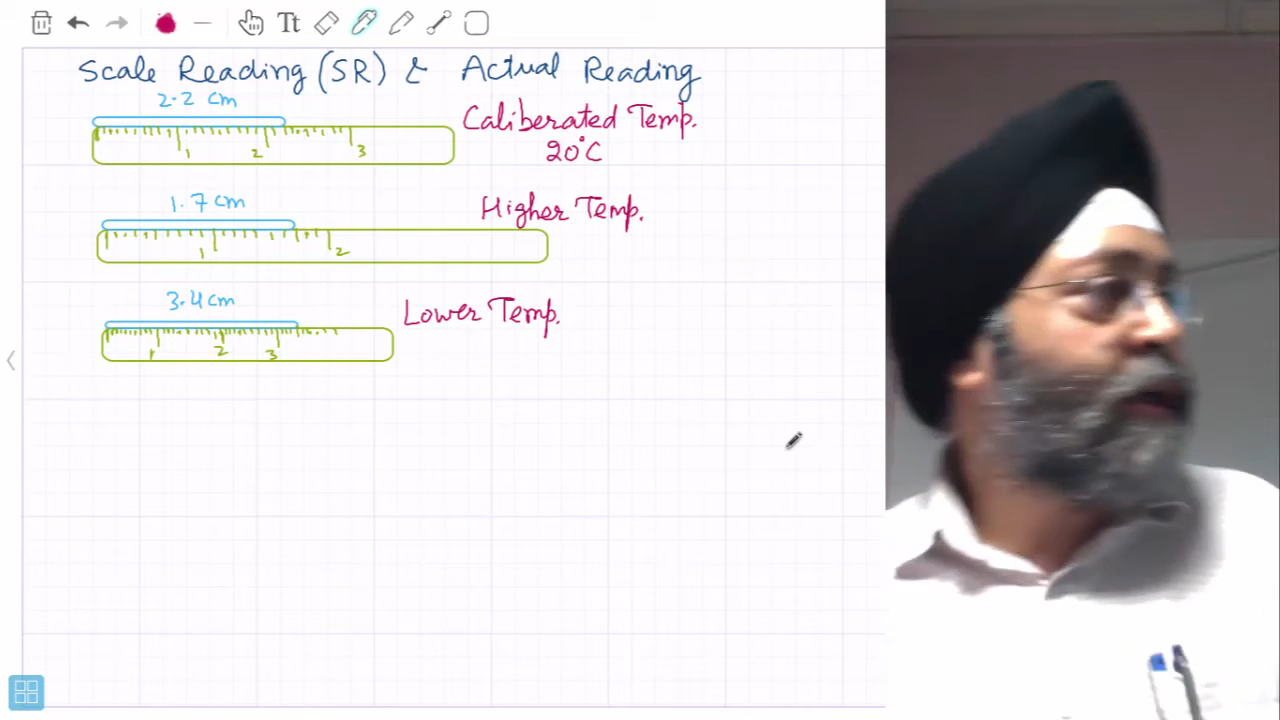 Scale Reading (SR) & Actual Reading
2.2 cm
Caliberated Temp.
1 2 3
20°C
1.7 cm
Higher Temp.
1 2
3.4 cm
Lower Temp.
1 2 3
Tt